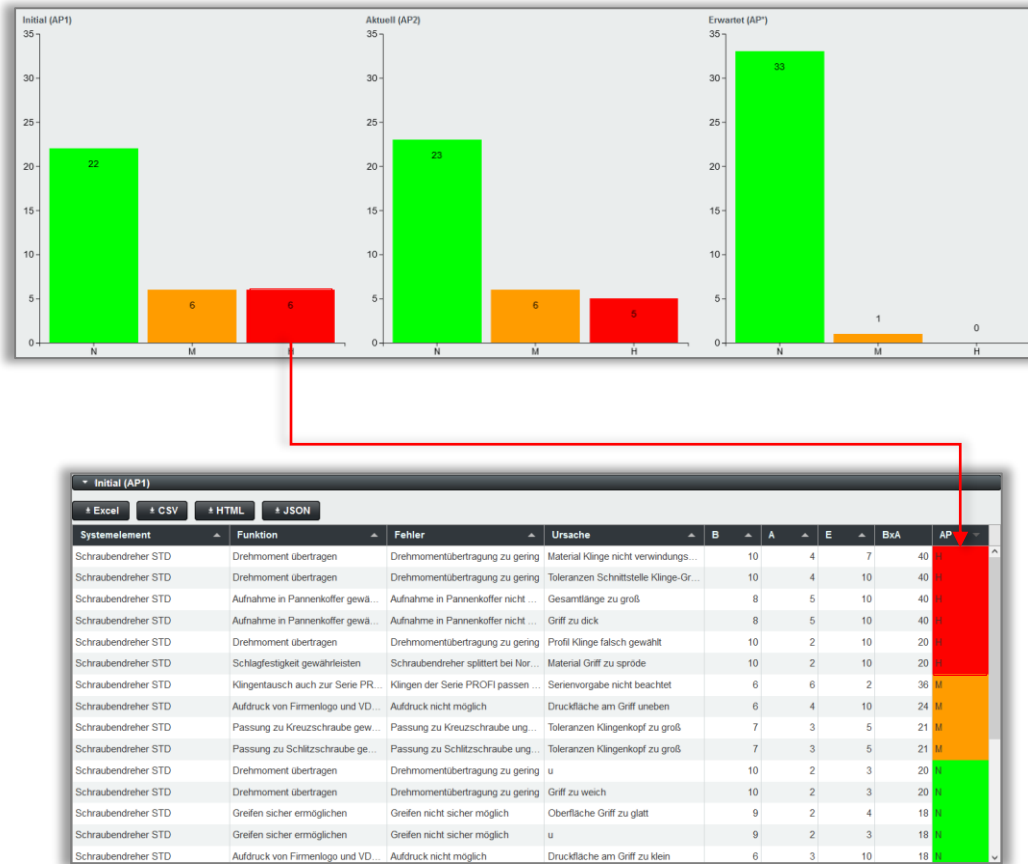 Initial (AP1) Aktuell (AP2) Erwartet (AP*)
35 35 35
30 30 30
33
25 25 25
23
22
20 20 20
15 15 15
10 10 10
5 5 5
6 6 6 5 1 0
0 0 0
N M H N M H N M H
Initial (AP1)
Excel CSV HTML JSON
Systemelement Funktion Fehler Ursache B A E BxA AP
Schraubendreher STD Drehmoment übertragen Drehmomentübertragung zu gering Material Klinge nicht verwindungs... 10 4 7 40 H
Schraubendreher STD Drehmoment übertragen Drehmomentübertragung zu gering Toleranzen Schnittstelle Klinge-Gr... 10 4 10 40 H
Schraubendreher STD Aufnahme in Pannenkoffer gewä... Aufnahme in Pannenkoffer nicht ... Gesamtlänge zu groß 8 5 10 40 H
Schraubendreher STD Aufnahme in Pannenkoffer gewä... Aufnahme in Pannenkoffer nicht ... Griff zu dick 8 5 10 40 H
Schraubendreher STD Drehmoment übertragen Drehmomentübertragung zu gering Profil Klinge falsch gewählt 10 2 10 20 H
Schraubendreher STD Schlagfestigkeit gewährleisten Schraubendreher splittert bei Nor... Material Griff zu spröde 10 2 10 20 H
Schraubendreher STD Klingentausch auch zur Serie PR... Klingen der Serie PROFI passen ... Serienvorgabe nicht beachtet 6 6 2 36 M
Schraubendreher STD Aufdruck von Firmenlogo und VD... Aufdruck nicht möglich Druckfläche am Griff uneben 6 4 10 24 M
Schraubendreher STD Passung zu Kreuzschraube gew... Passung zu Kreuzschraube ung... Toleranzen Klingenkopf zu groß 7 3 5 21 M
Schraubendreher STD Passung zu Schlitzschraube ge... Passung zu Schlitzschraube ung... Toleranzen Klingenkopf zu groß 7 3 5 21 M
Schraubendreher STD Drehmoment übertragen Drehmomentübertragung zu gering u 10 2 3 20 N
Schraubendreher STD Drehmoment übertragen Drehmomentübertragung zu gering Griff zu weich 10 2 3 20 N
Schraubendreher STD Greifen sicher ermöglichen Greifen nicht sicher möglich Oberfläche Griff zu glatt 9 2 4 18 N
Schraubendreher STD Greifen sicher ermöglichen Greifen nicht sicher möglich u 9 2 3 18 N
Schraubendreher STD Aufdruck von Firmenlogo und VD... Aufdruck nicht möglich Druckfläche am Griff zu klein 6 3 10 18 N